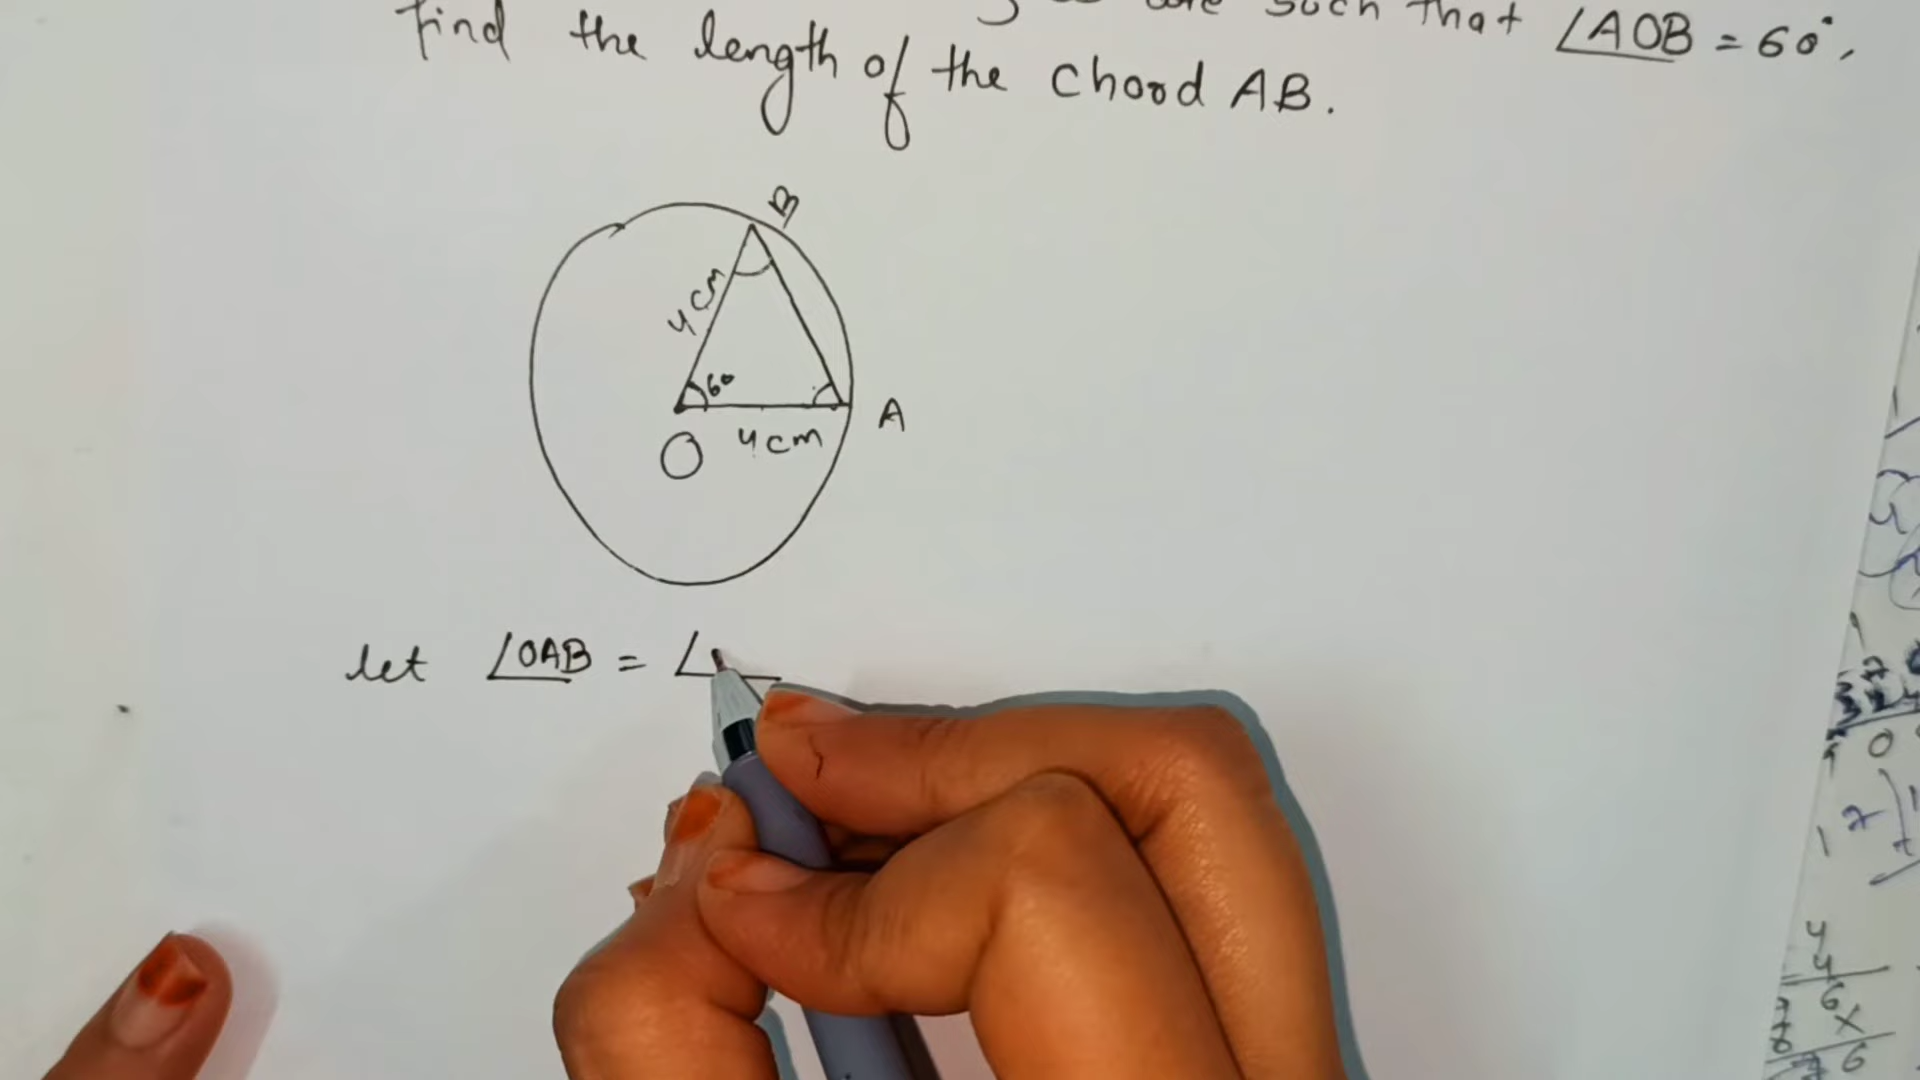 such that ∠AOB = 60°,
find the length of the chord AB.
B
4cm
60
A
O 4cm
let ∠OAB = ∠